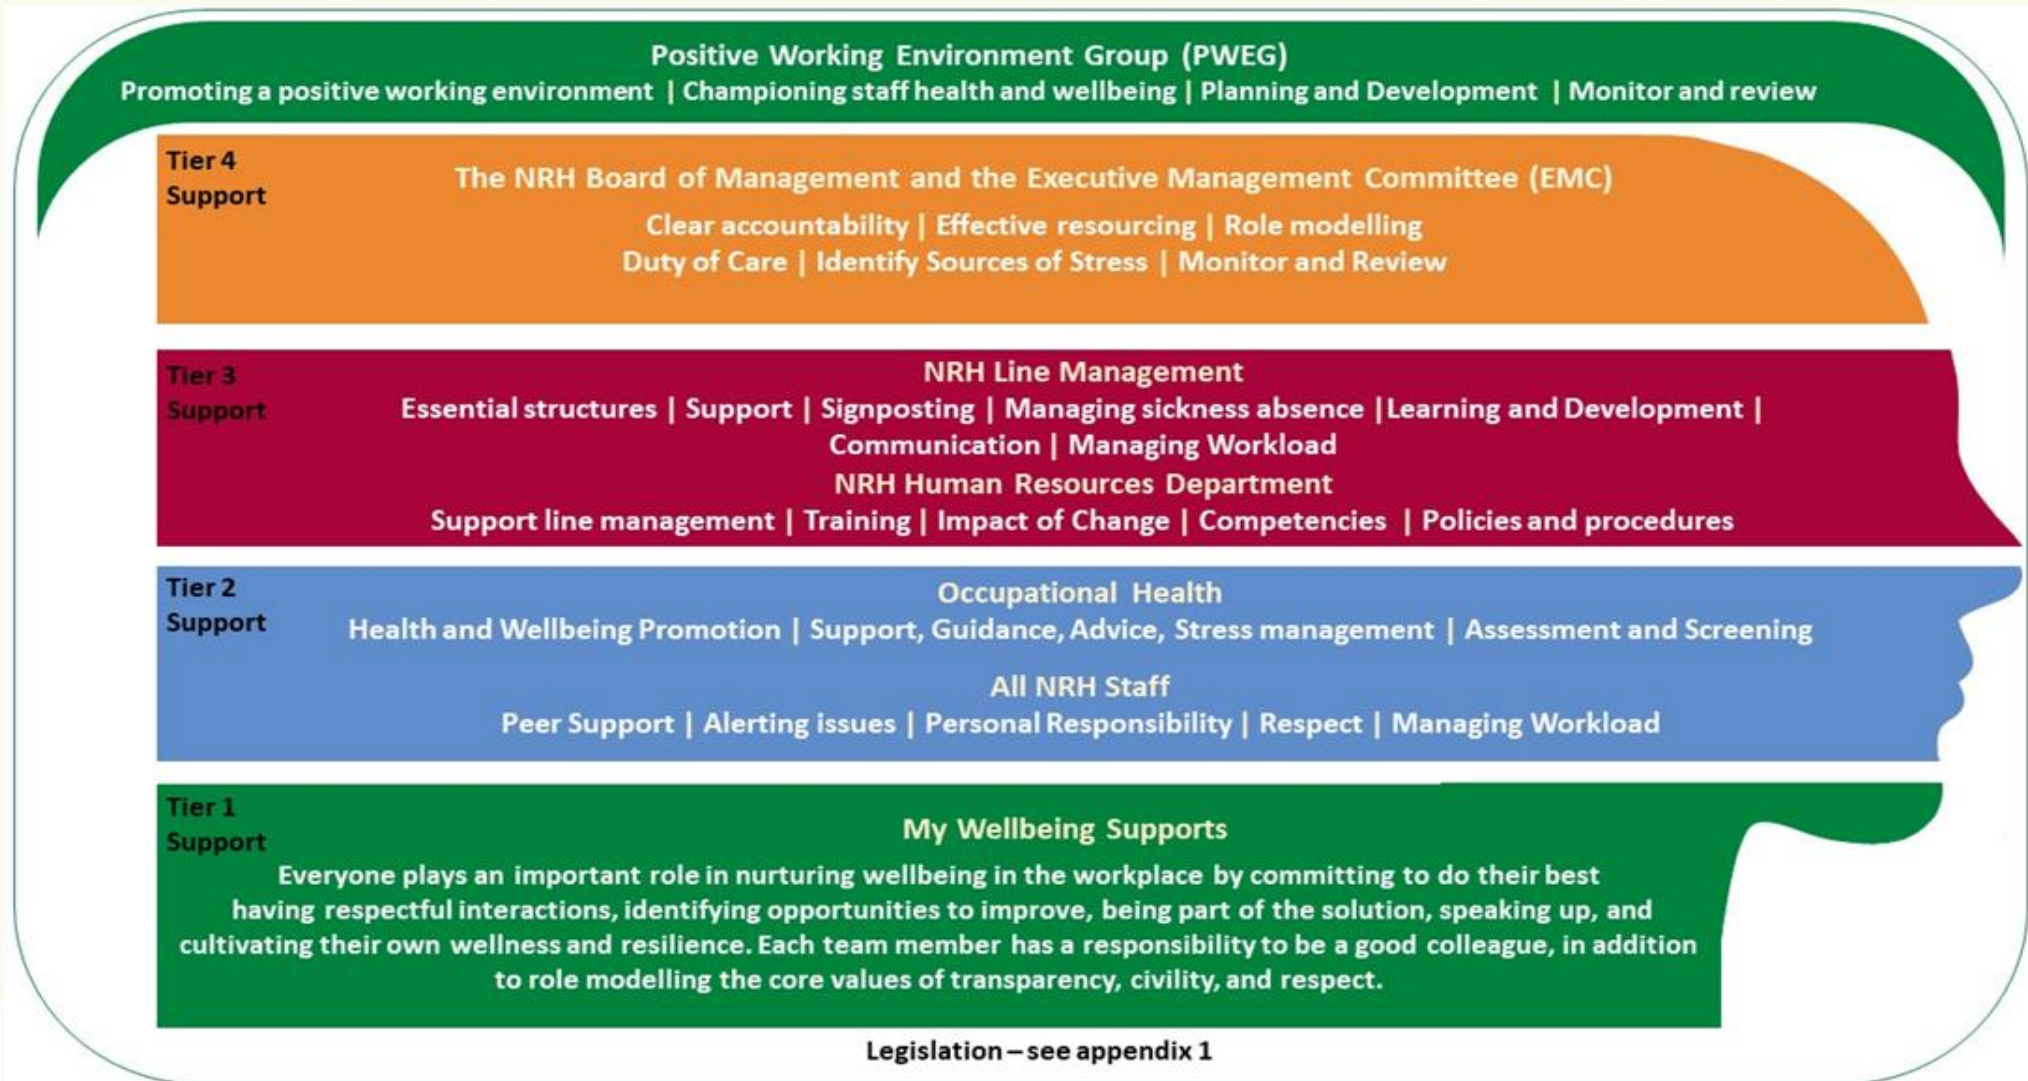 Positive Working Environment Group (PWEG)
Promoting a positive working environment | Championing staff health and wellbeing | Planning and Development | Monitor and review
Tier 4
Support
The NRH Board of Management and the Executive Management Committee (EMC)
Clear accountability | Effective resourcing | Role modelling
Duty of Care | Identify Sources of Stress | Monitor and Review
Tier 3
Support
NRH Line Management
Essential structures | Support | Signposting | Managing sickness absence |Learning and Development |
Communication | Managing Workload
NRH Human Resources Department
Support line management | Training | Impact of Change | Competencies | Policies and procedures
Tier 2
Support
Occupational Health
Health and Wellbeing Promotion | Support, Guidance, Advice, Stress management | Assessment and Screening
All NRH Staff
Peer Support | Alerting issues | Personal Responsibility | Respect | Managing Workload
Tier 1
Support
My Wellbeing Supports
Everyone plays an important role in nurturing wellbeing in the workplace by committing to do their best
having respectful interactions, identifying opportunities to improve, being part of the solution, speaking up, and
cultivating their own wellness and resilience. Each team member has a responsibility to be a good colleague, in addition
to role modelling the core values of transparency, civility, and respect.
Legislation – see appendix 1